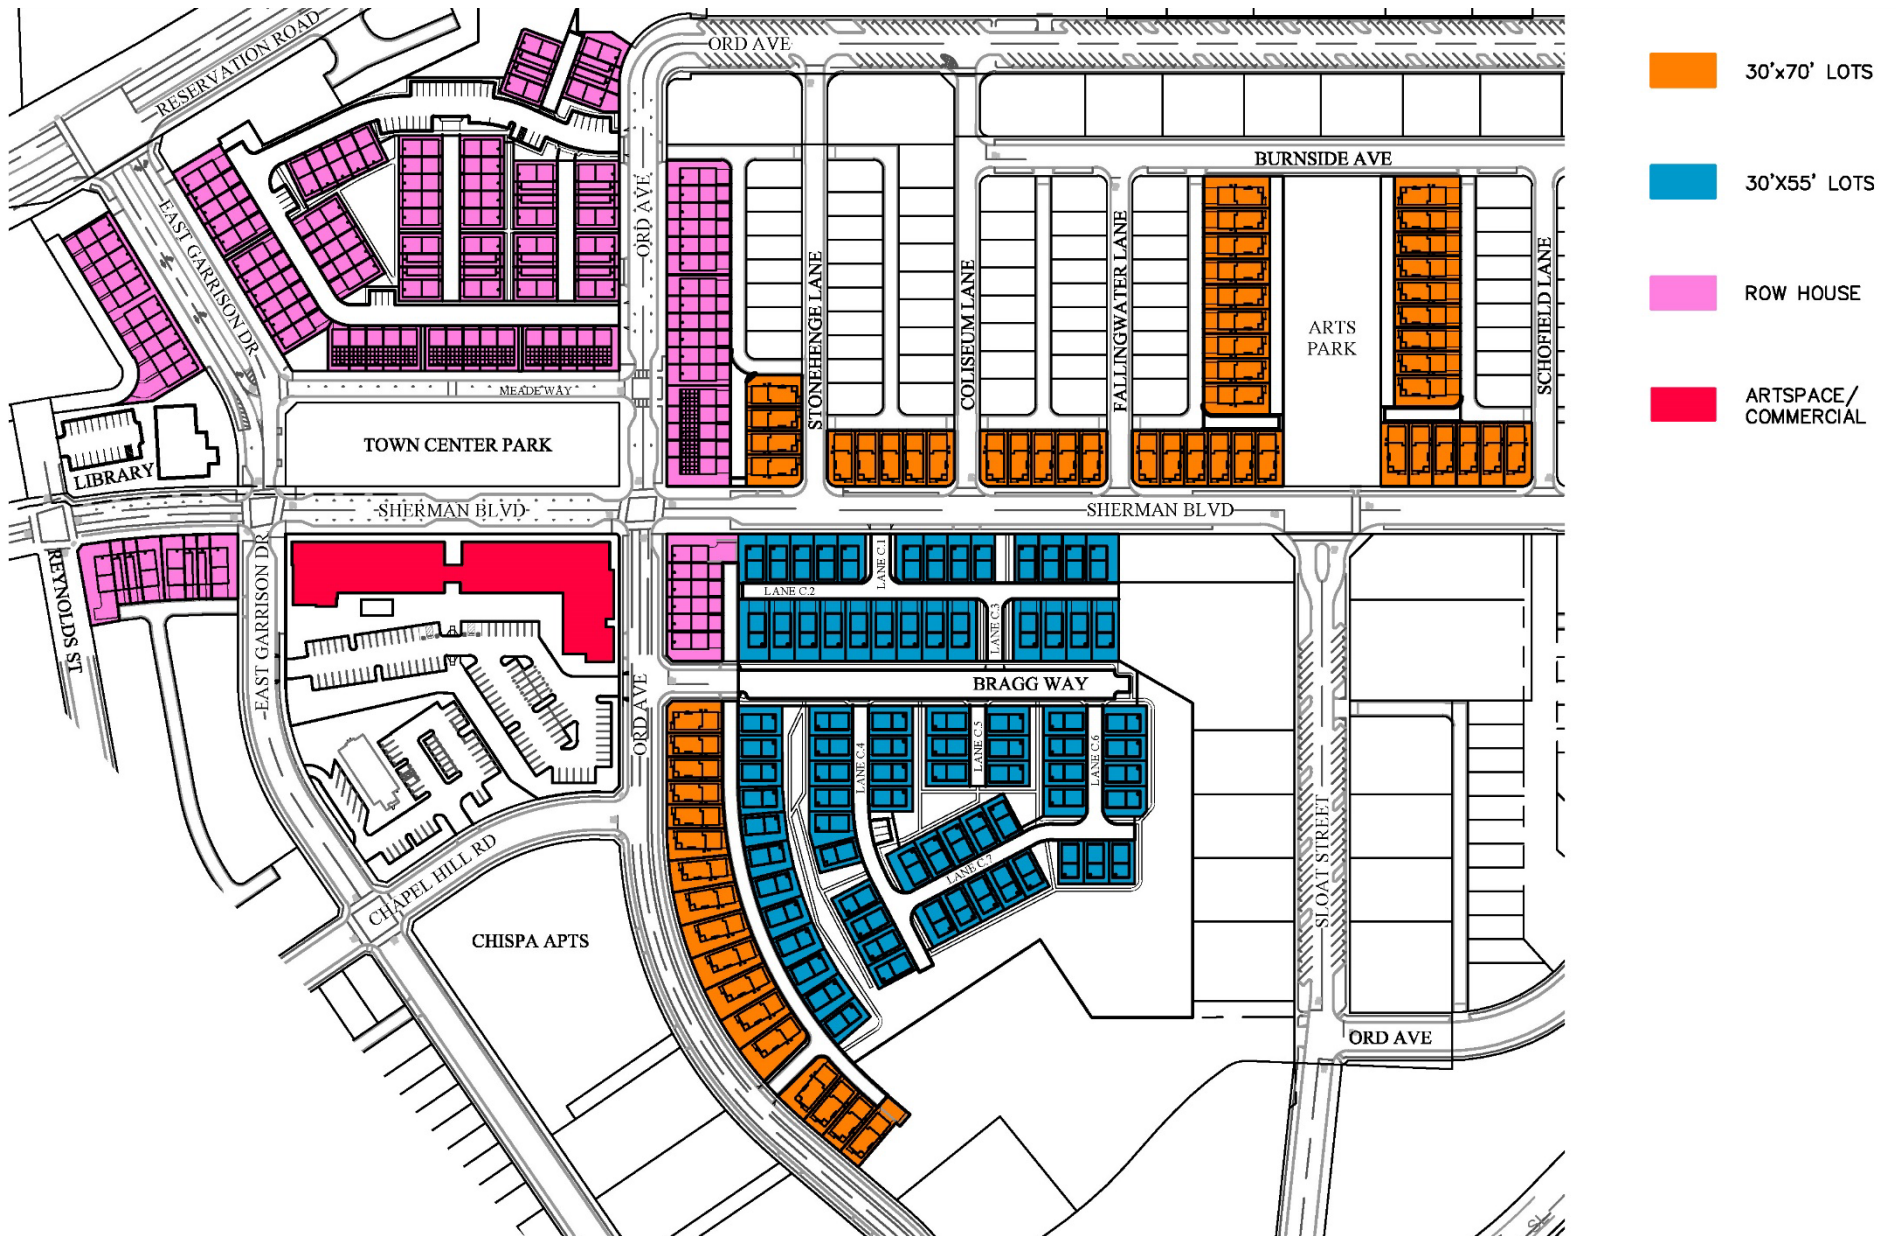 RESERVATION ROAD
ORD AVE
BURNSIDE AVE
EAST GARRISON DR
ORD AVE
STONEHENGE LANE
COLISEUM LANE
FALLINGWATER LANE
ARTS
PARK
SCHOFIELD LANE
MEADE WAY
TOWN CENTER PARK
LIBRARY
SHERMAN BLVD
SHERMAN BLVD
REYNOLDS ST.
EAST GARRISON DR
LANE C.1
LANE C.2
LANE C.3
BRAGG WAY
ORD AVE
LANE C.4
LANE C.5
LANE C.6
LANE C.7
CHAPEL HILL RD
CHISPA APTS
SLOAT STREET
ORD AVE
30'x70' LOTS
30'X55' LOTS
ROW HOUSE
ARTSPACE/
COMMERCIAL